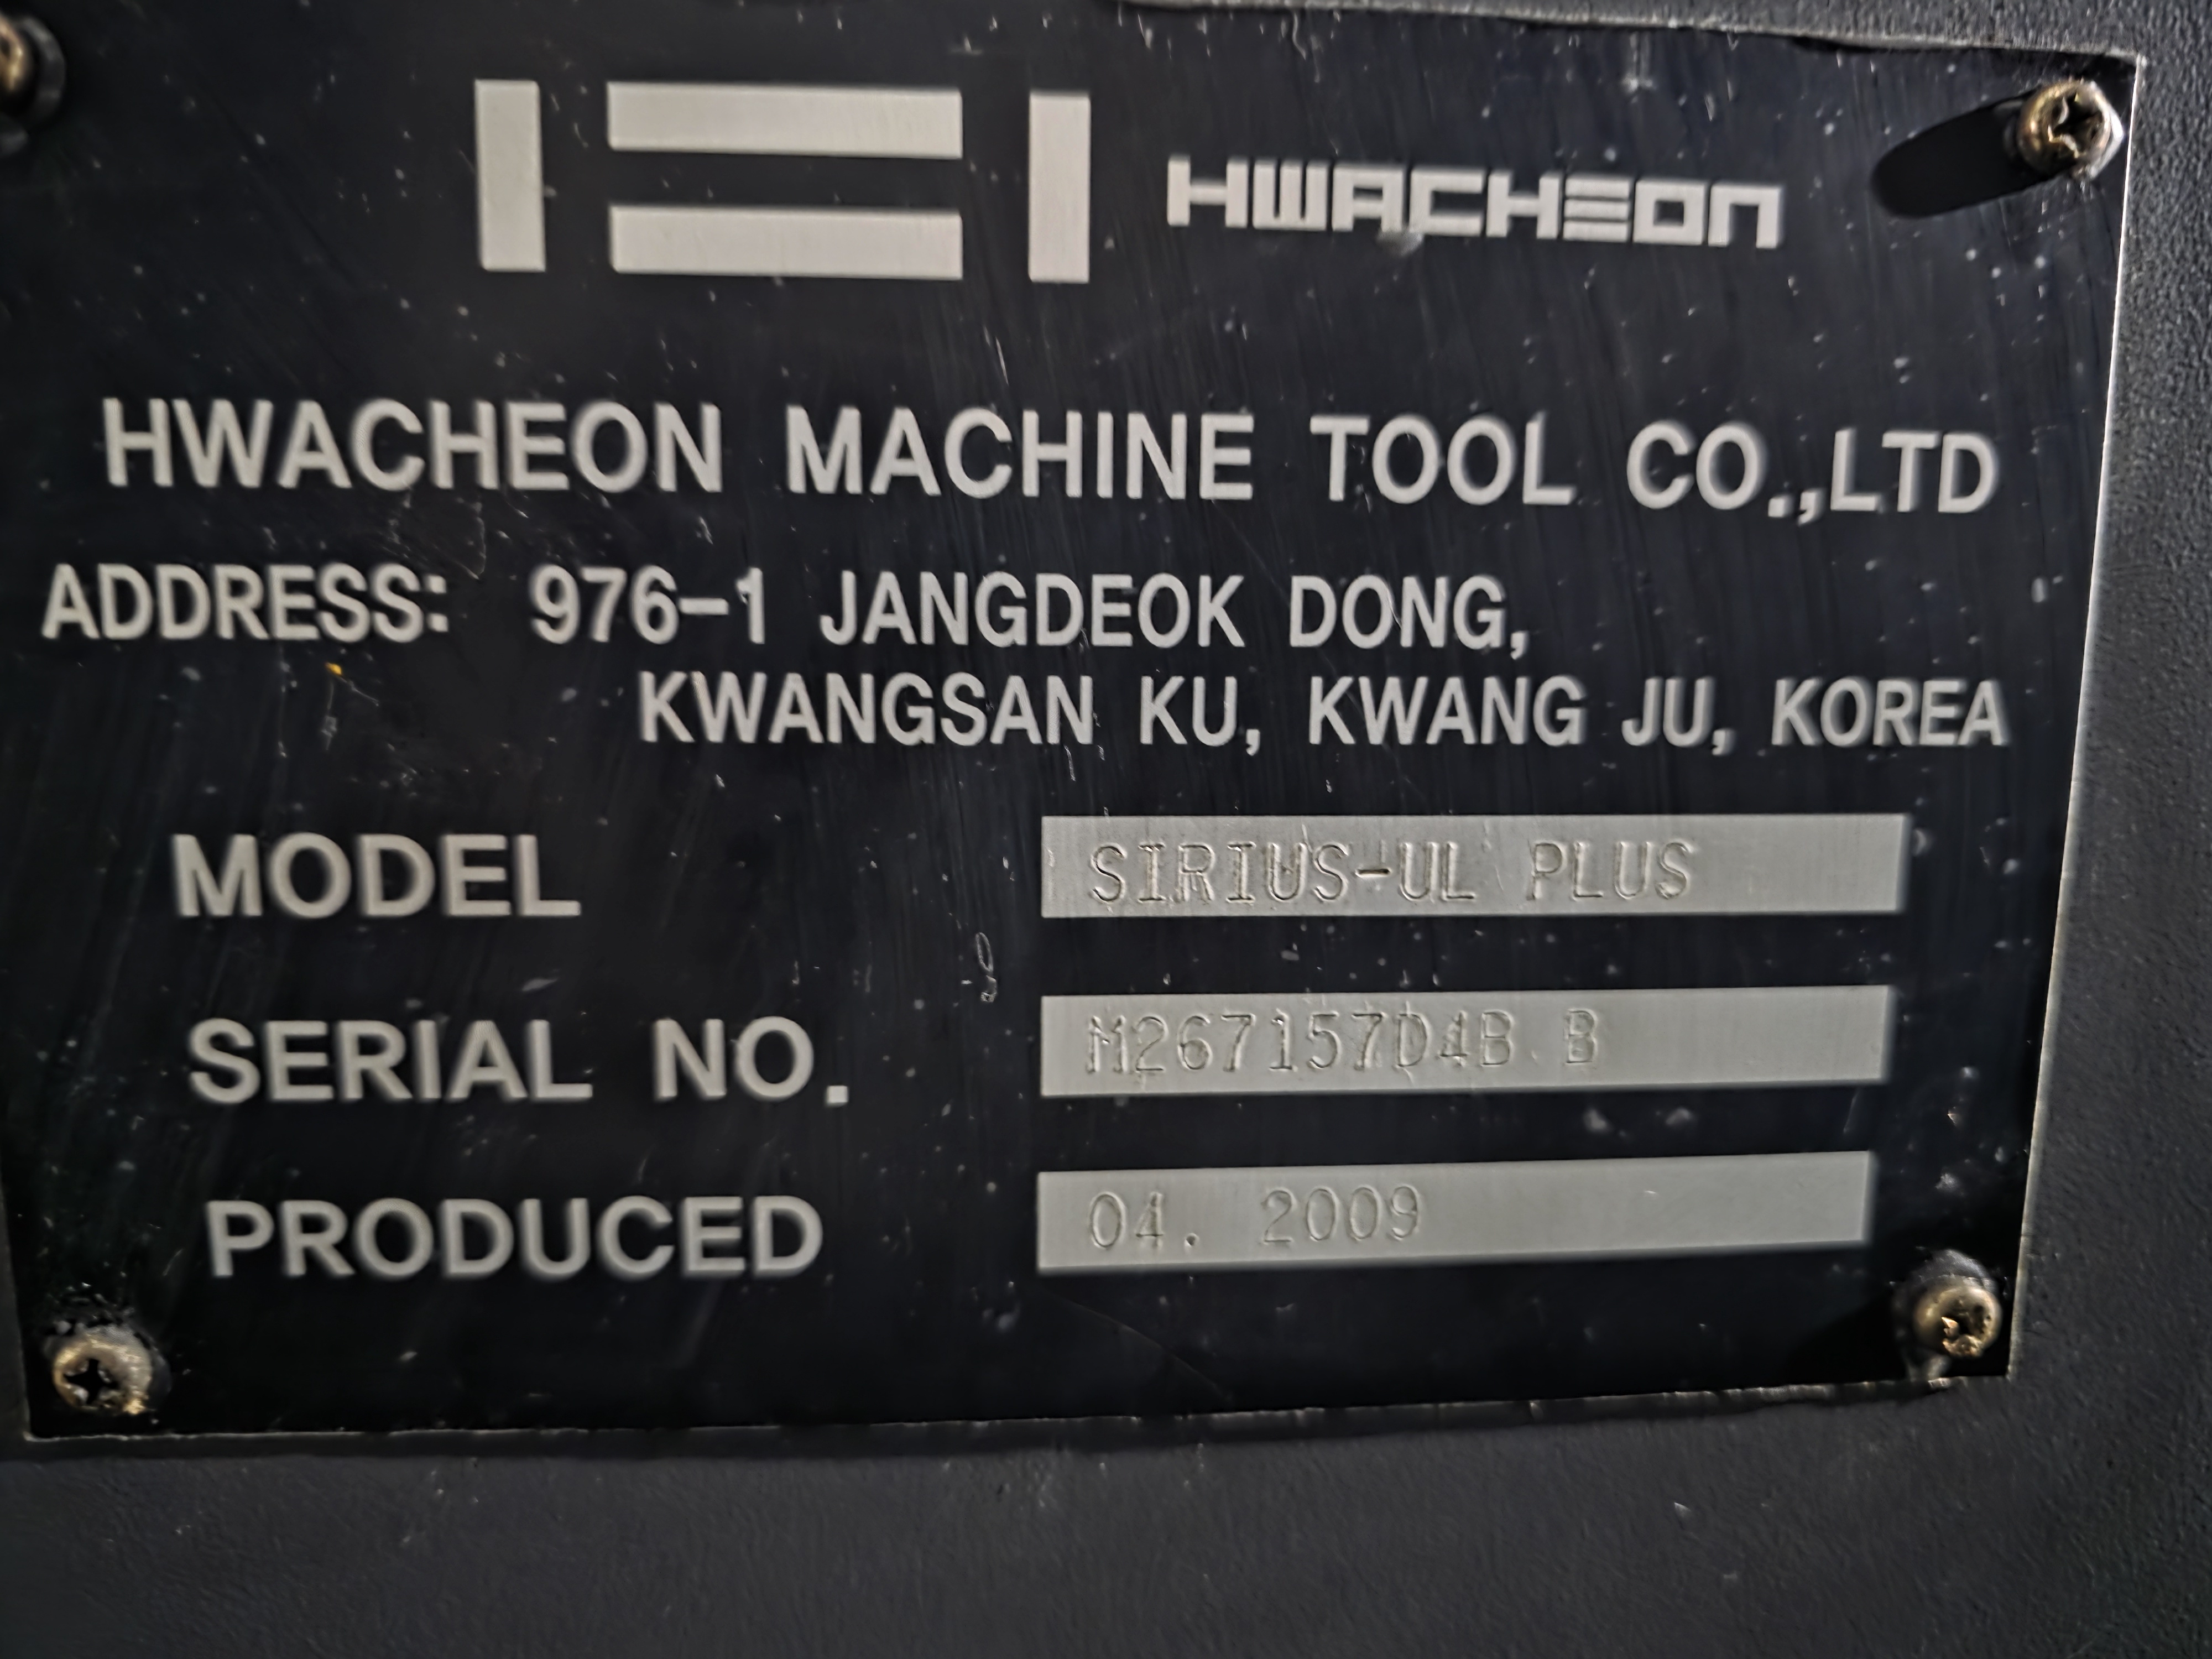 HWACHEON
HWACHEON MACHINE TOOL CO.,LTD
ADDRESS: 976-1 JANGDEOK DONG,
KWANGSAN KU, KWANG JU, KOREA
MODEL SIRIUS-UL PLUS
SERIAL NO. M267157D4B B
PRODUCED 04. 2009